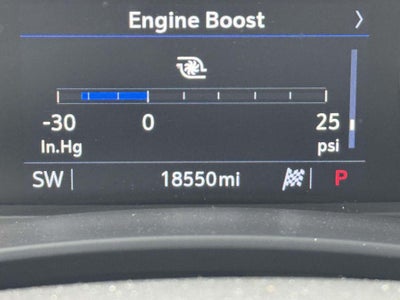 Engine Boost
-30 0 25
In.Hg psi
SW 18550mi P